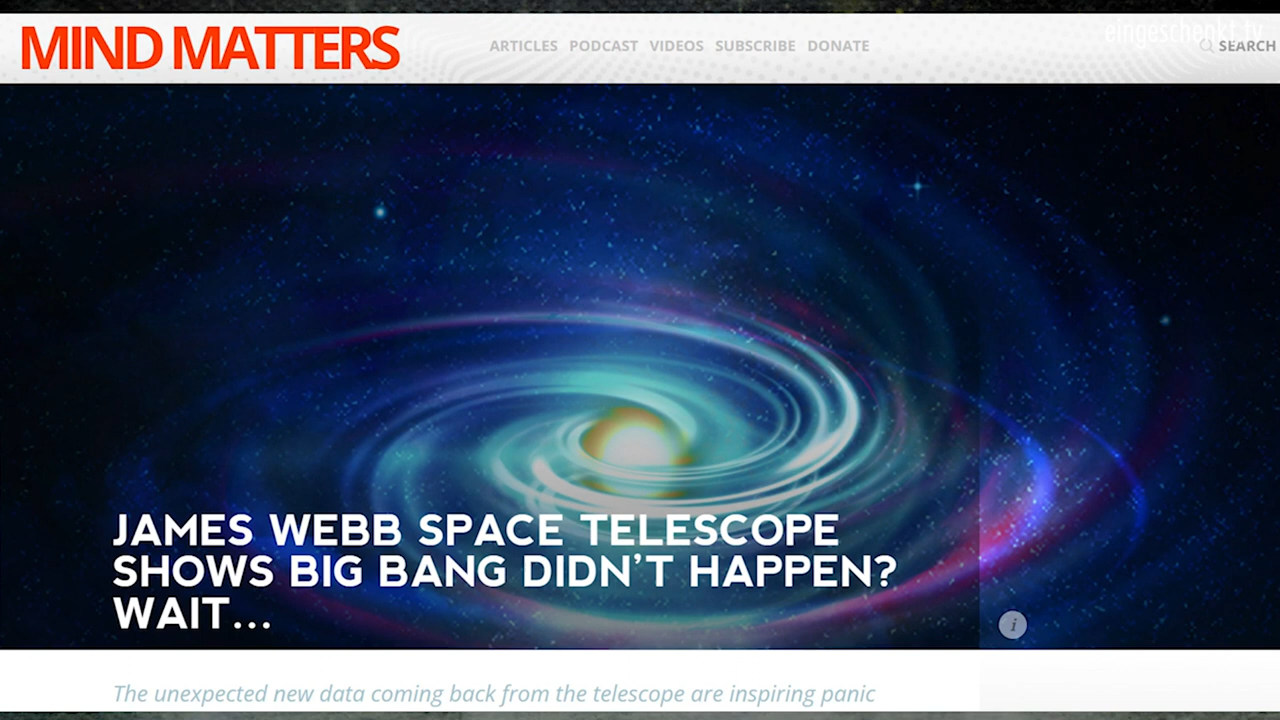 MIND MATTERS
ARTICLES PODCAST VIDEOS SUBSCRIBE DONATE
eingeschenkt.tv
SEARCH
JAMES WEBB SPACE TELESCOPE
SHOWS BIG BANG DIDN'T HAPPEN?
WAIT...
i
The unexpected new data coming back from the telescope are inspiring panic